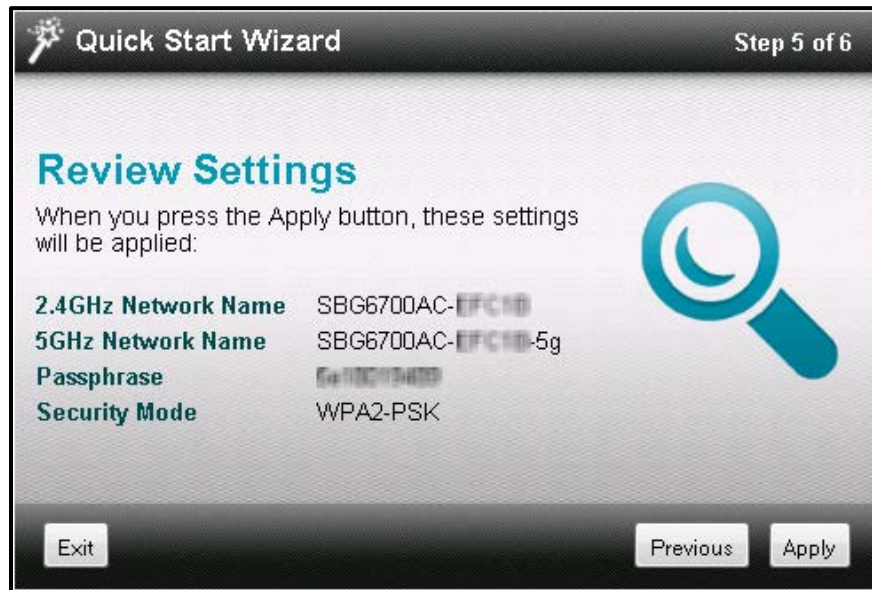 Quick Start Wizard
Step 5 of 6
Review Settings
When you press the Apply button, these settings
will be applied:
2.4GHz Network Name SBG6700AC-
5GHz Network Name SBG6700AC- -5g
Passphrase
Security Mode WPA2-PSK
Exit
Previous
Apply